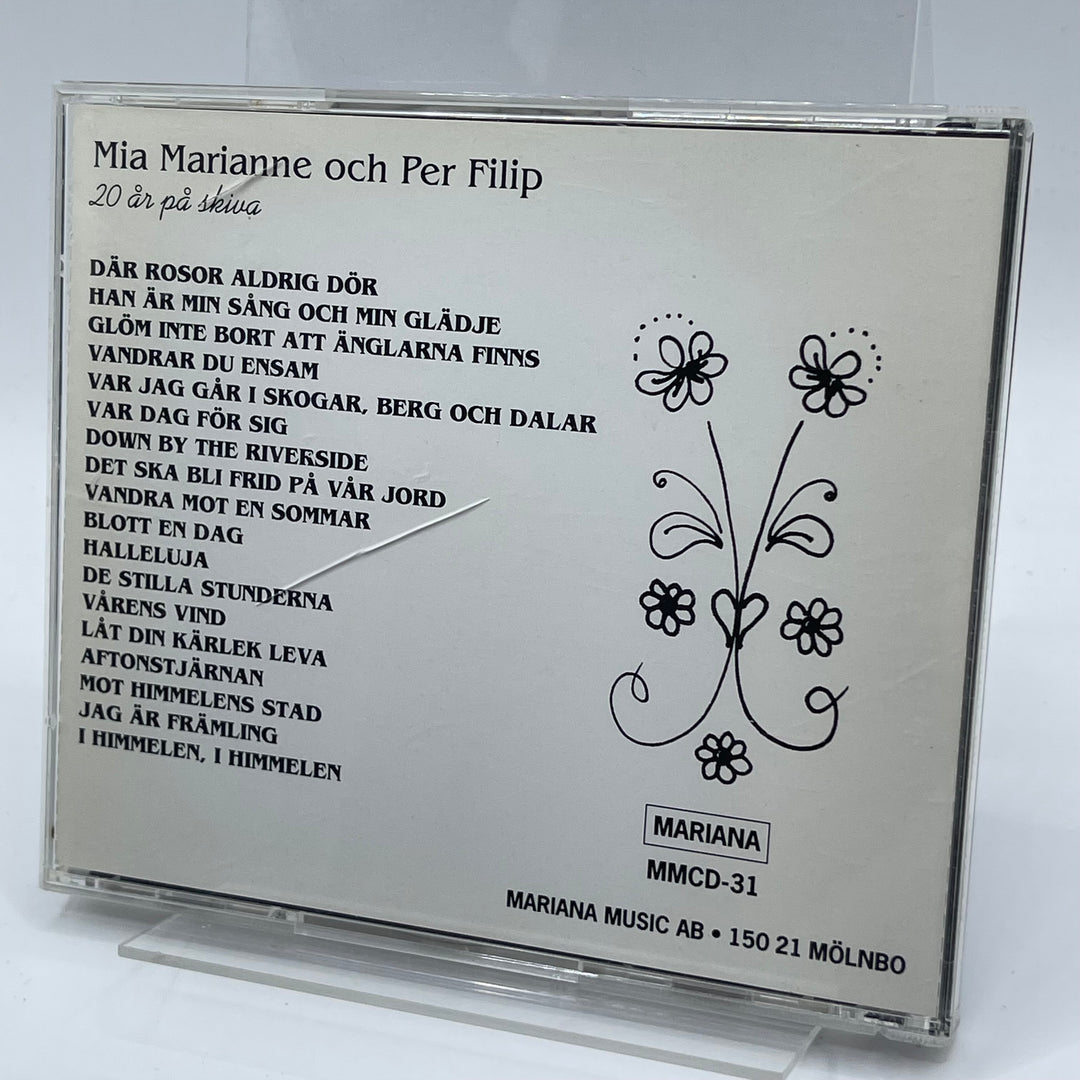 Mia Marianne och Per Filip
20 år på skiva
DÄR ROSOR ALDRIG DÖR
HAN ÄR MIN SÅNG OCH MIN GLÄDJE
GLÖM INTE BORT ATT ÄNGLARNA FINNS
VANDRAR DU ENSAM
VAR JAG GÅR I SKOGAR, BERG OCH DALAR
VAR DAG FÖR SIG
DOWN BY THE RIVERSIDE
DET SKA BLI FRID PÅ VÅR JORD
VANDRA MOT EN SOMMAR
BLOTT EN DAG
HALLELUJA
DE STILLA STUNDERNA
VÅRENS VIND
LÅT DIN KÄRLEK LEVA
AFTONSTJÄRNAN
MOT HIMMELENS STAD
JAG ÄR FRÄMLING
I HIMMELEN, I HIMMELEN
MARIANA
MMCD-31
MARIANA MUSIC AB • 150 21 MÖLNBO